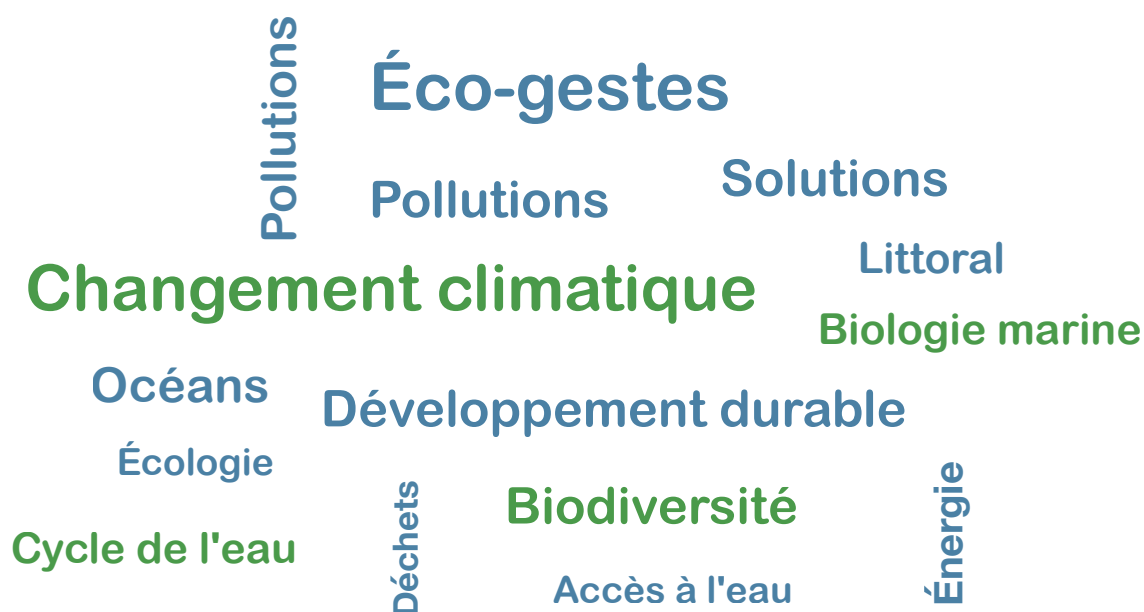 Pollutions
Éco-gestes
Solutions
Pollutions
Littoral
Changement climatique
Biologie marine
Océans
Développement durable
Écologie
Déchets
Biodiversité
Énergie
Cycle de l'eau
Accès à l'eau